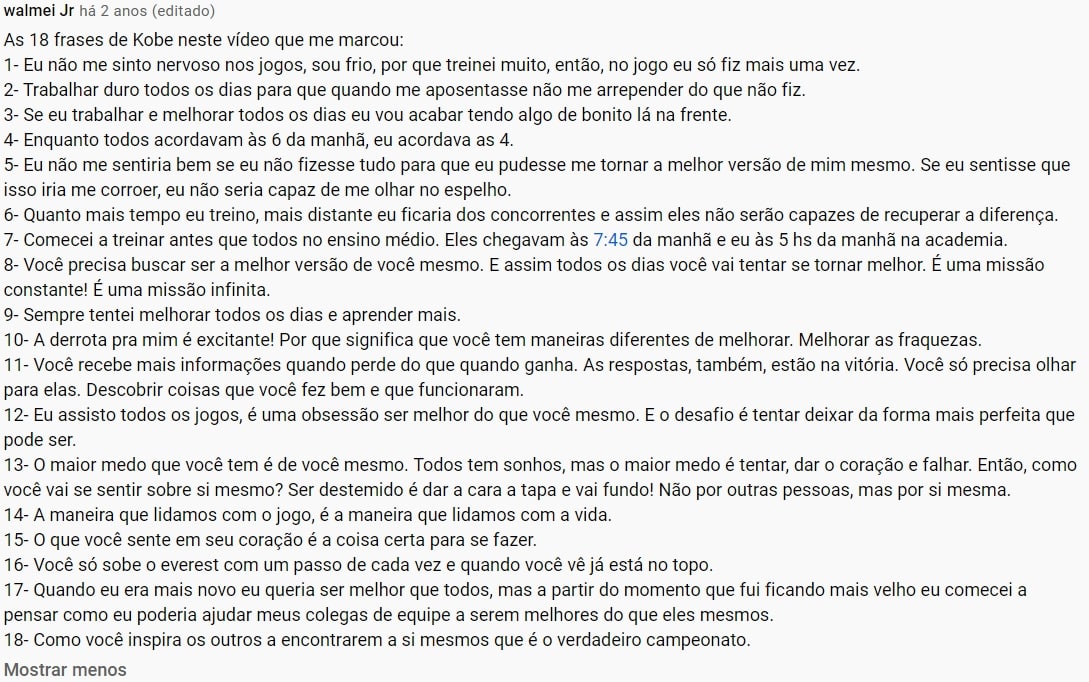 walmei Jr há 2 anos (editado)
As 18 frases de Kobe neste vídeo que me marcou:
1- Eu não me sinto nervoso nos jogos, sou frio, por que treinei muito, então, no jogo eu só fiz mais uma vez.
2- Trabalhar duro todos os dias para que quando me aposentasse não me arrepender do que não fiz.
3- Se eu trabalhar e melhorar todos os dias eu vou acabar tendo algo de bonito lá na frente.
4- Enquanto todos acordavam às 6 da manhã, eu acordava as 4.
5- Eu não me sentiria bem se eu não fizesse tudo para que eu pudesse me tornar a melhor versão de mim mesmo. Se eu sentisse que
isso iria me corroer, eu não seria capaz de me olhar no espelho.
6- Quanto mais tempo eu treino, mais distante eu ficaria dos concorrentes e assim eles não serão capazes de recuperar a diferença.
7- Comecei a treinar antes que todos no ensino médio. Eles chegavam às 7:45 da manhã e eu às 5 hs da manhã na academia.
8- Você precisa buscar ser a melhor versão de você mesmo. E assim todos os dias você vai tentar se tornar melhor. É uma missão
constante! É uma missão infinita.
9- Sempre tentei melhorar todos os dias e aprender mais.
10- A derrota pra mim é excitante! Por que significa que você tem maneiras diferentes de melhorar. Melhorar as fraquezas.
11- Você recebe mais informações quando perde do que quando ganha. As respostas, também, estão na vitória. Você só precisa olhar
para elas. Descobrir coisas que você fez bem e que funcionaram.
12- Eu assisto todos os jogos, é uma obsessão ser melhor do que você mesmo. E o desafio é tentar deixar da forma mais perfeita que
pode ser.
13- O maior medo que você tem é de você mesmo. Todos tem sonhos, mas o maior medo é tentar, dar o coração e falhar. Então, como
você vai se sentir sobre si mesmo? Ser destemido é dar a cara a tapa e vai fundo! Não por outras pessoas, mas por si mesma.
14- A maneira que lidamos com o jogo, é a maneira que lidamos com a vida.
15- O que você sente em seu coração é a coisa certa para se fazer.
16- Você só sobe o everest com um passo de cada vez e quando você vê já está no topo.
17- Quando eu era mais novo eu queria ser melhor que todos, mas a partir do momento que fui ficando mais velho eu comecei a
pensar como eu poderia ajudar meus colegas de equipe a serem melhores do que eles mesmos.
18- Como você inspira os outros a encontrarem a si mesmos que é o verdadeiro campeonato.
Mostrar menos